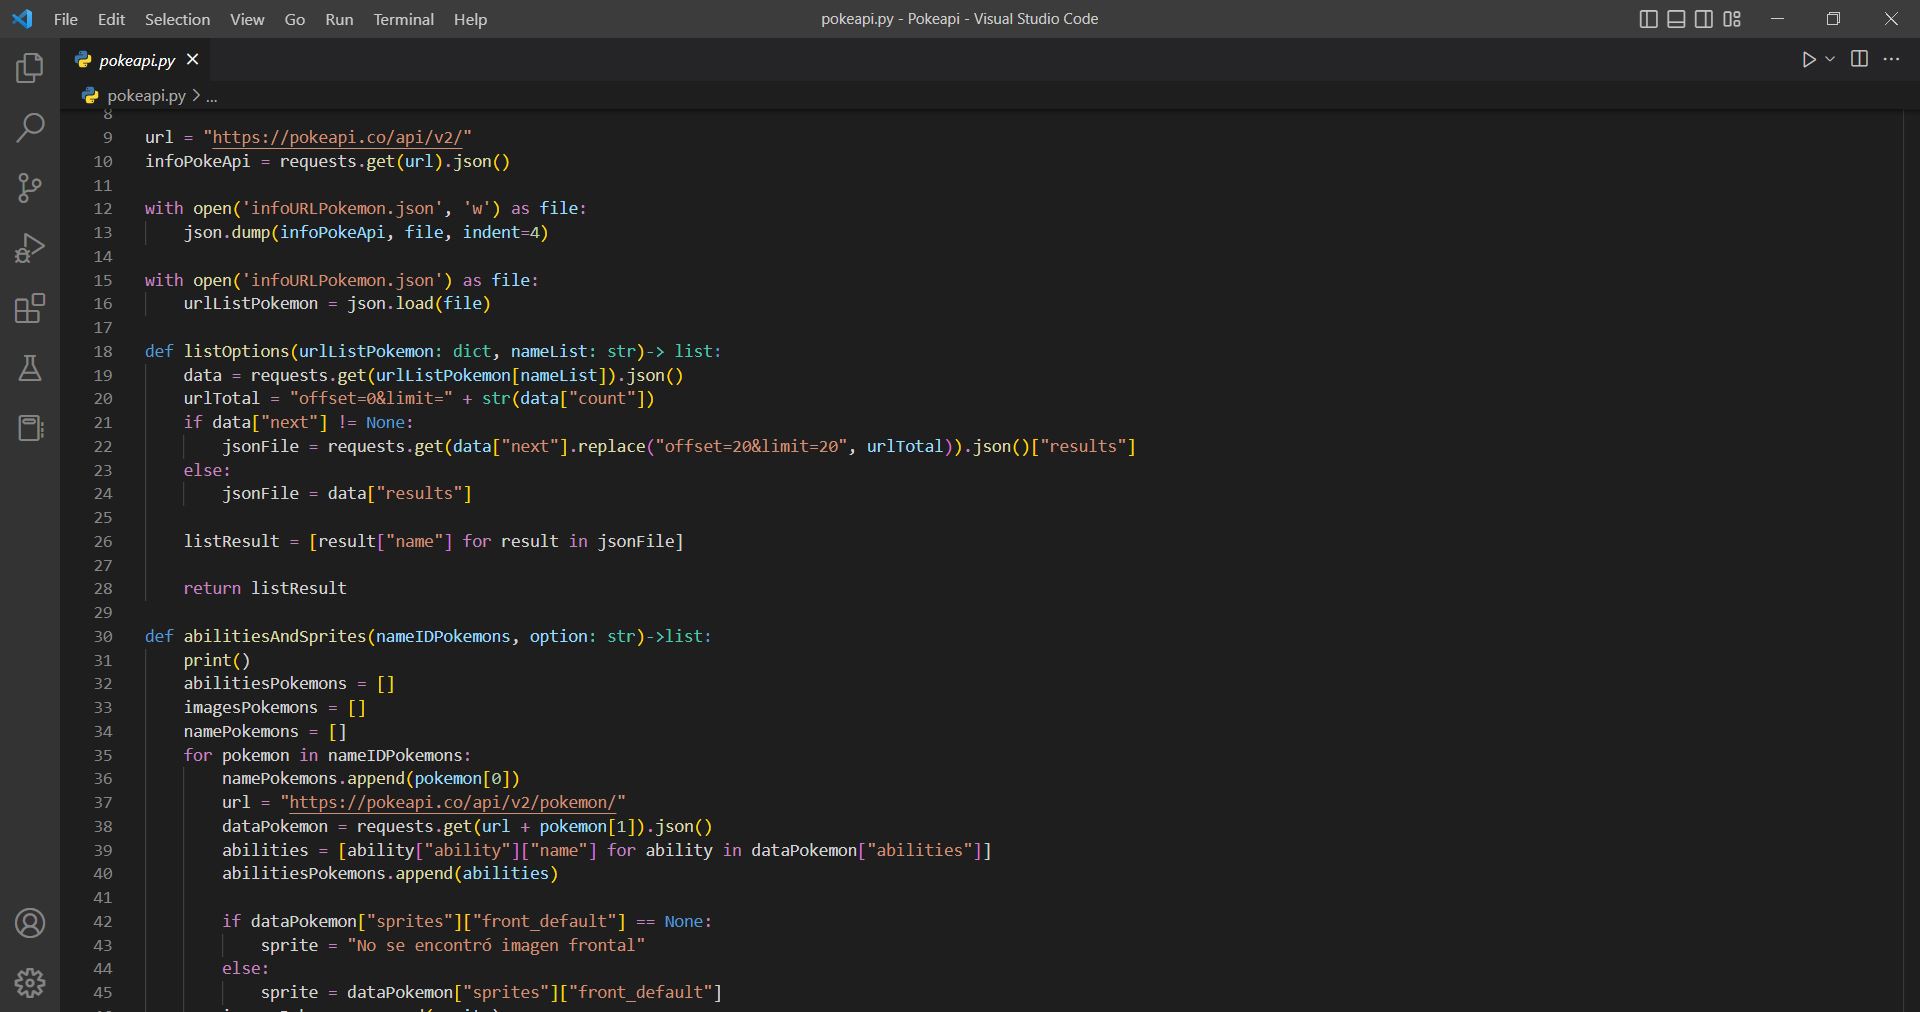 File Edit Selection View Go Run Terminal Help pokeapi.py - Pokeapi - Visual Studio Code
pokeapi.py
pokeapi.py > ...
8
9 url = "https://pokeapi.co/api/v2/"
10 infoPokeApi = requests.get(url).json()
11
12 with open('infoURLPokemon.json', 'w') as file:
13     json.dump(infoPokeApi, file, indent=4)
14
15 with open('infoURLPokemon.json') as file:
16     urlListPokemon = json.load(file)
17
18 def listOptions(urlListPokemon: dict, nameList: str)-> list:
19     data = requests.get(urlListPokemon[nameList]).json()
20     urlTotal = "offset=0&limit=" + str(data["count"])
21     if data["next"] != None:
22         jsonFile = requests.get(data["next"].replace("offset=20&limit=20", urlTotal)).json()["results"]
23     else:
24         jsonFile = data["results"]
25
26     listResult = [result["name"] for result in jsonFile]
27
28     return listResult
29
30 def abilitiesAndSprites(nameIDPokemons, option: str)->list:
31     print()
32     abilitiesPokemons = []
33     imagesPokemons = []
34     namePokemons = []
35     for pokemon in nameIDPokemons:
36         namePokemons.append(pokemon[0])
37         url = "https://pokeapi.co/api/v2/pokemon/"
38         dataPokemon = requests.get(url + pokemon[1]).json()
39         abilities = [ability["ability"]["name"] for ability in dataPokemon["abilities"]]
40         abilitiesPokemons.append(abilities)
41
42         if dataPokemon["sprites"]["front_default"] == None:
43             sprite = "No se encontró imagen frontal"
44         else:
45             sprite = dataPokemon["sprites"]["front_default"]